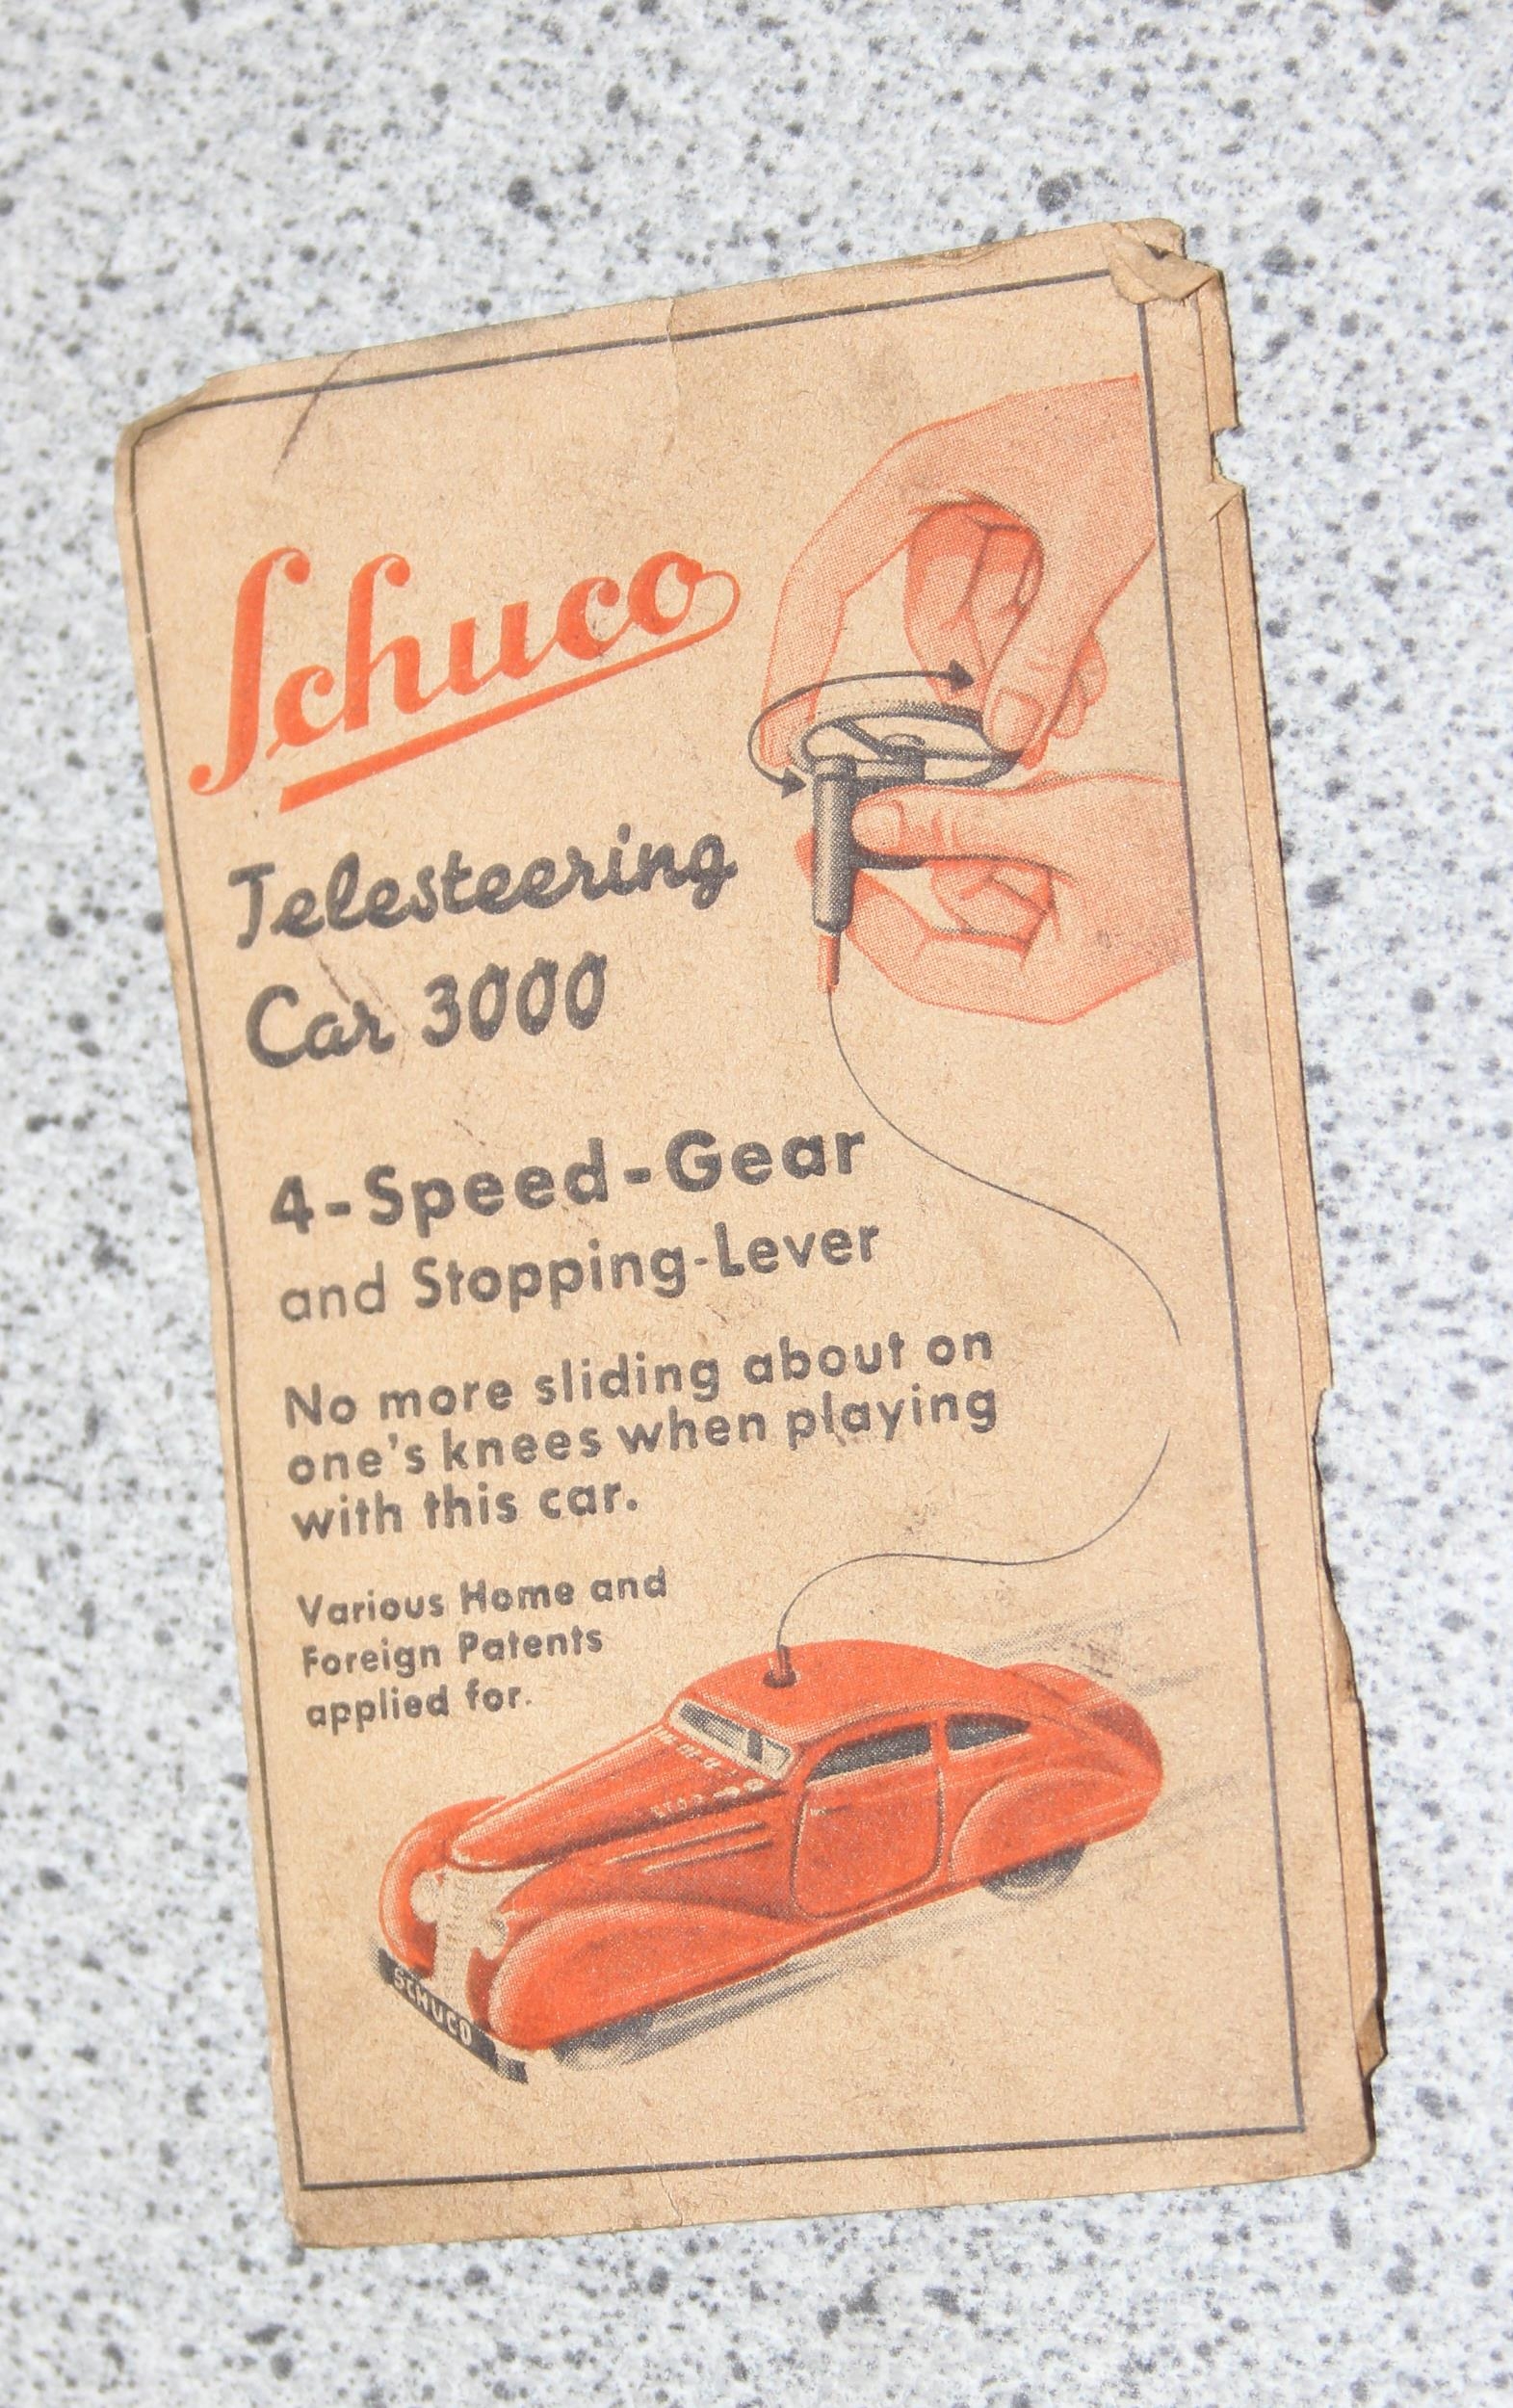 Schuco
Telesteering
Car 3000
4-Speed-Gear
and Stopping-Lever
No more sliding about on
one's knees when playing
with this car.
Various Home and
Foreign Patents
applied for.
SCHUCO